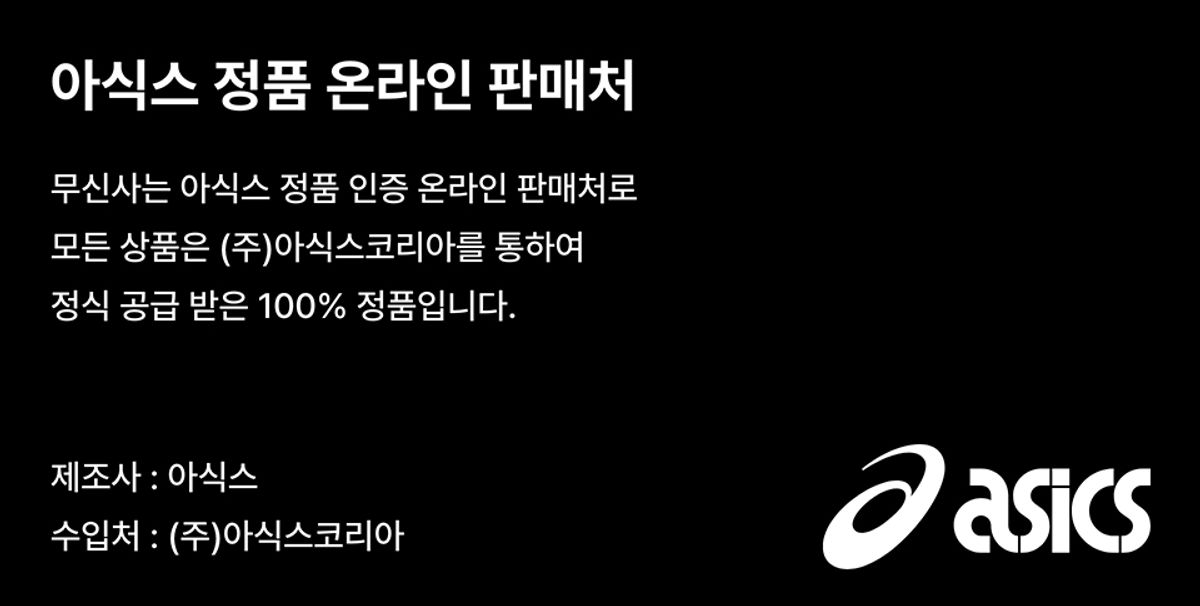 아식스 정품 온라인 판매처
무신사는 아식스 정품 인증 온라인 판매처로
모든 상품은 (주)아식스코리아를 통하여
정식 공급 받은 100% 정품입니다.
제조사 : 아식스
수입처 : (주)아식스코리아
asics